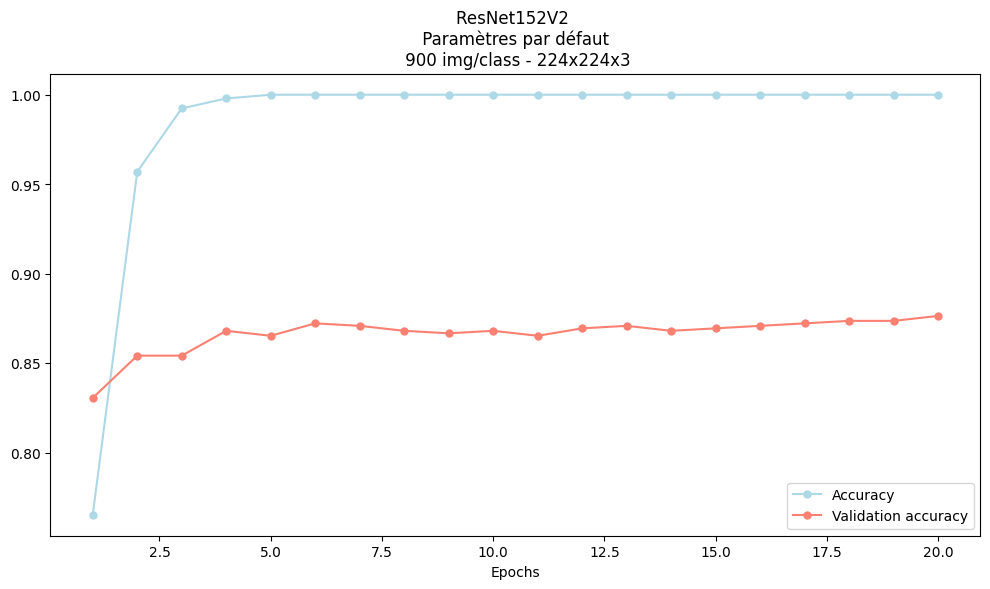 ResNet152V2
Paramètres par défaut
900 img/class - 224x224x3
1.00
0.95
0.90
0.85
0.80
Accuracy
Validation accuracy
2.5
5.0
7.5
10.0
12.5
15.0
17.5
20.0
Epochs